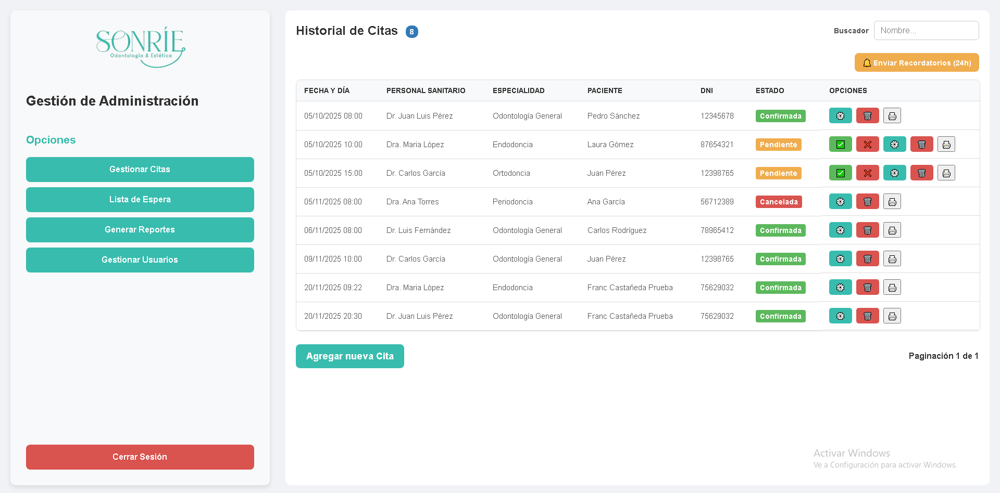 SONRÍE
Odontología & Estética
Gestión de Administración
Opciones
Gestionar Citas
Lista de Espera
Generar Reportes
Gestionar Usuarios
Cerrar Sesión
Historial de Citas 8
Buscador Nombre...
Enviar Recordatorios (24h)
FECHA Y DÍA PERSONAL SANITARIO ESPECIALIDAD PACIENTE DNI ESTADO OPCIONES
05/10/2025 08:00 Dr. Juan Luis Pérez Odontología General Pedro Sánchez 12345678 Confirmada
05/10/2025 10:00 Dra. Maria López Endodoncia Laura Gómez 87654321 Pendiente
05/10/2025 15:00 Dr. Carlos García Ortodoncia Juan Pérez 12398765 Pendiente
05/11/2025 08:00 Dra. Ana Torres Periodoncia Ana García 56712389 Cancelada
06/11/2025 08:00 Dr. Luis Fernández Odontología General Carlos Rodríguez 78965412 Confirmada
09/11/2025 10:00 Dr. Carlos García Odontología General Juan Pérez 12398765 Confirmada
20/11/2025 09:22 Dra. Maria López Endodoncia Franc Castañeda Prueba 75629032 Confirmada
20/11/2025 20:30 Dr. Juan Luis Pérez Odontología General Franc Castañeda Prueba 75629032 Confirmada
Agregar nueva Cita
Paginación 1 de 1
Activar Windows
Ve a Configuración para activar Windows.